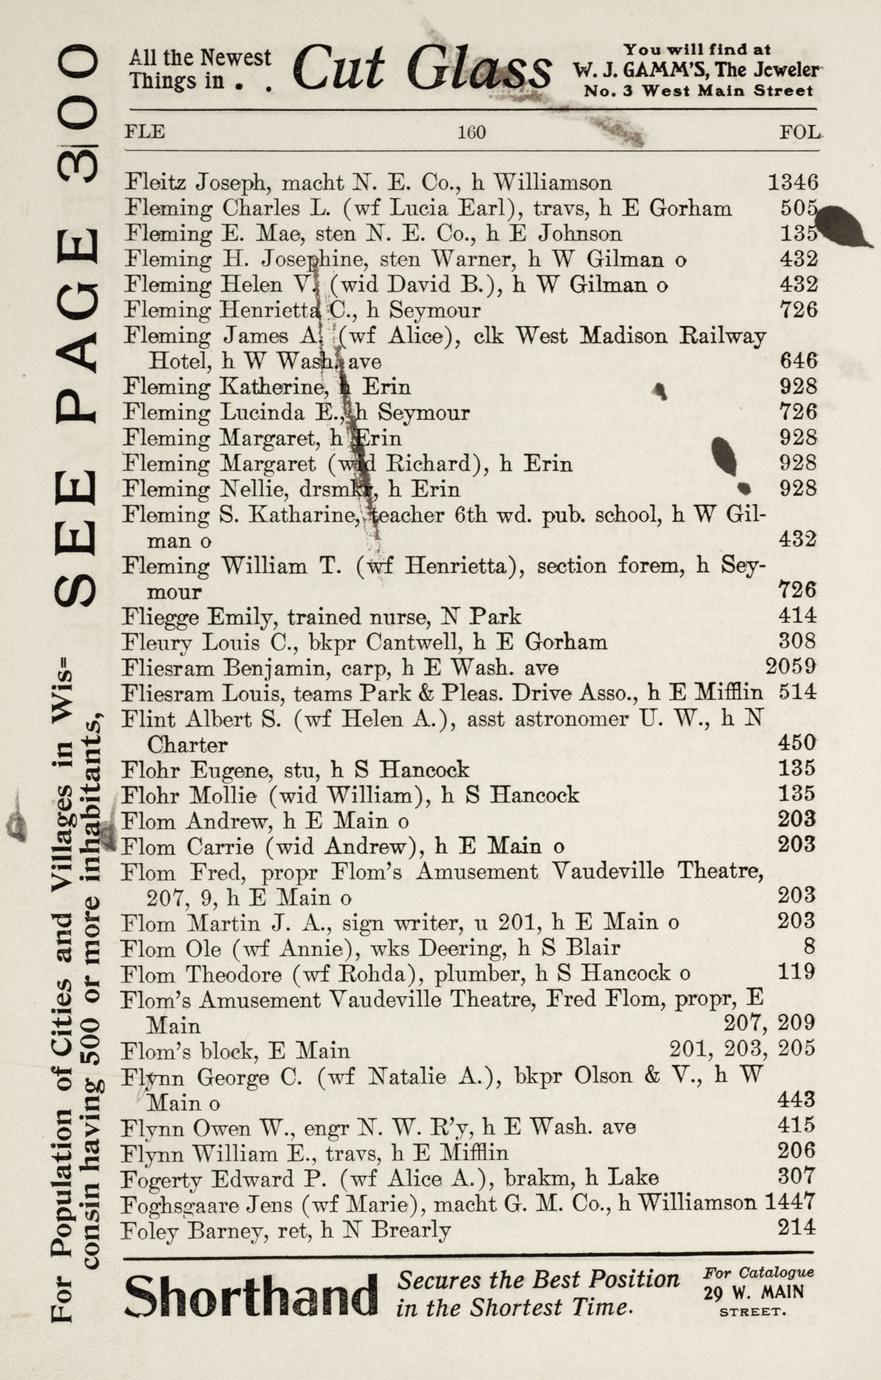 All the Newest
Things in . .
Cut Glass
You will find at
W. J. GAMM'S, The Jeweler
No. 3 West Main Street
FLE 160 FOL
Fleitz Joseph, macht N. E. Co., h Williamson 1346
Fleming Charles L. (wf Lucia Earl), travs, h E Gorham 505
Fleming E. Mae, sten N. E. Co., h E Johnson 135
Fleming H. Josephine, sten Warner, h W Gilman o 432
Fleming Helen V. (wid David B.), h W Gilman o 432
Fleming Henrietta C., h Seymour 726
Fleming James A. (wf Alice), clk West Madison Railway
Hotel, h W Wash. ave 646
Fleming Katherine, h Erin 928
Fleming Lucinda E., h Seymour 726
Fleming Margaret, h Erin 928
Fleming Margaret (wid Richard), h Erin 928
Fleming Nellie, drsmkr, h Erin 928
Fleming S. Katharine, teacher 6th wd. pub. school, h W Gil-
man o 432
Fleming William T. (wf Henrietta), section forem, h Sey-
mour 726
Fliegge Emily, trained nurse, N Park 414
Fleury Louis C., bkpr Cantwell, h E Gorham 308
Fliesram Benjamin, carp, h E Wash. ave 2059
Fliesram Louis, teams Park & Pleas. Drive Asso., h E Mifflin 514
Flint Albert S. (wf Helen A.), asst astronomer U. W., h N
Charter 450
Flohr Eugene, stu, h S Hancock 135
Flohr Mollie (wid William), h S Hancock 135
Flom Andrew, h E Main o 203
Flom Carrie (wid Andrew), h E Main o 203
Flom Fred, propr Flom's Amusement Vaudeville Theatre,
207, 9, h E Main o 203
Flom Martin J. A., sign writer, u 201, h E Main o 203
Flom Ole (wf Annie), wks Deering, h S Blair 8
Flom Theodore (wf Rohda), plumber, h S Hancock o 119
Flom's Amusement Vaudeville Theatre, Fred Flom, propr, E
Main 207, 209
Flom's block, E Main 201, 203, 205
Flynn George C. (wf Natalie A.), bkpr Olson & V., h W
Main o 443
Flynn Owen W., engr N. W. R'y, h E Wash. ave 415
Flynn William E., travs, h E Mifflin 206
Fogerty Edward P. (wf Alice A.), brakm, h Lake 307
Foghsgaare Jens (wf Marie), macht G. M. Co., h Williamson 1447
Foley Barney, ret, h N Brearly 214
Shorthand
Secures the Best Position
in the Shortest Time.
For Catalogue
29 W. MAIN
STREET.
For Population of Cities and Villages in Wis=
consin having 500 or more inhabitants,
SEE PAGE 300